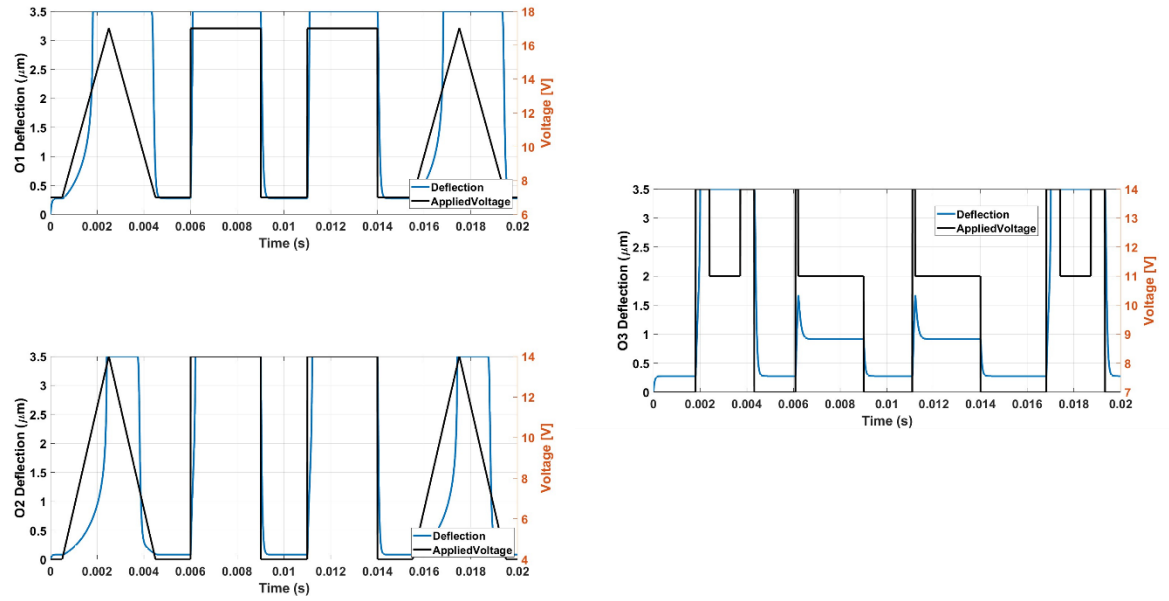 3.5
3
2.5
2
1.5
1
0.5
0
O1 Deflection (μm)
18
16
14
12
10
8
6
Voltage [V]
Deflection
AppliedVoltage
0 0.002 0.004 0.006 0.008 0.01 0.012 0.014 0.016 0.018 0.02
Time (s)
3.5
3
2.5
2
1.5
1
0.5
0
O2 Deflection (μm)
14
12
10
8
6
4
Voltage [V]
Deflection
AppliedVoltage
0 0.002 0.004 0.006 0.008 0.01 0.012 0.014 0.016 0.018 0.02
Time (s)
3.5
3
2.5
2
1.5
1
0.5
0
O3 Deflection (μm)
14
13
12
11
10
9
8
7
Voltage [V]
Deflection
AppliedVoltage
0 0.002 0.004 0.006 0.008 0.01 0.012 0.014 0.016 0.018 0.02
Time (s)